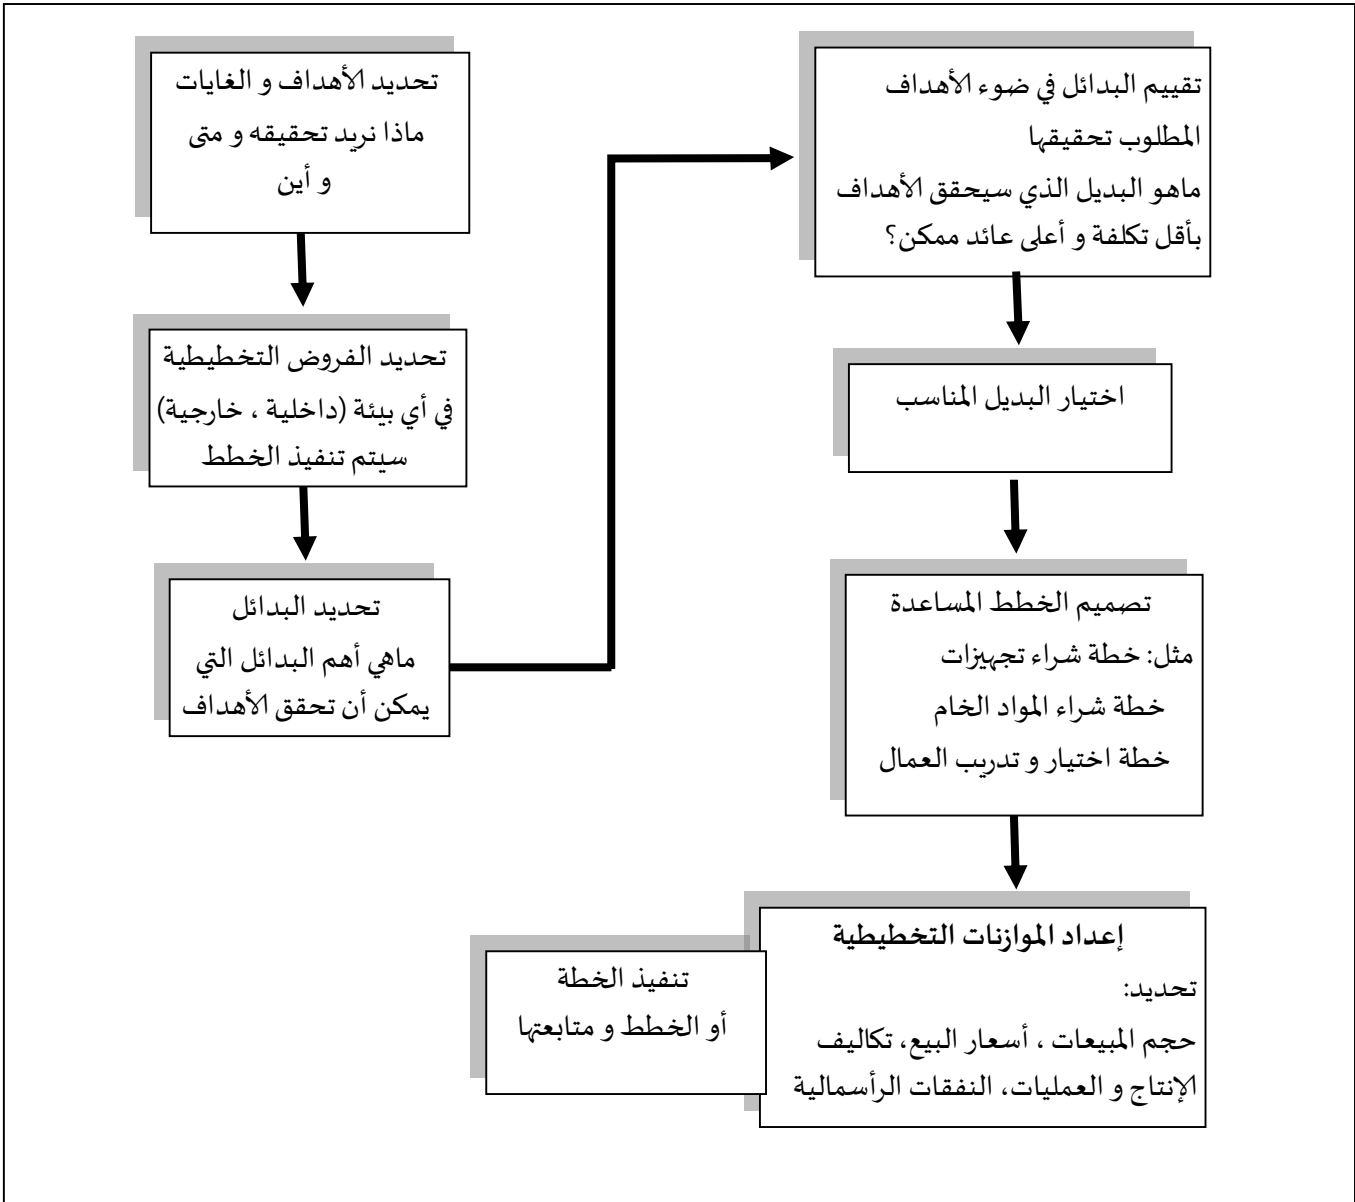 تحديد الأهداف و الغايات
ماذا نريد تحقيقه و متى
و أين
تحديد الفروض التخطيطية
في أي بيئة (داخلية ، خارجية)
سيتم تنفيذ الخطط
تحديد البدائل
ماهي أهم البدائل التي
يمكن أن تحقق الأهداف
تقييم البدائل في ضوء الأهداف
المطلوب تحقيقها
ماهو البديل الذي سيحقق الأهداف
بأقل تكلفة و أعلى عائد ممكن؟
اختيار البديل المناسب
تصميم الخطط المساعدة
مثل: خطة شراء تجهيزات
خطة شراء المواد الخام
خطة اختيار و تدريب العمال
إعداد الموازنات التخطيطية
تحديد:
حجم المبيعات ، أسعار البيع، تكاليف
الإنتاج و العمليات، النفقات الرأسمالية
تنفيذ الخطة
أو الخطط و متابعتها